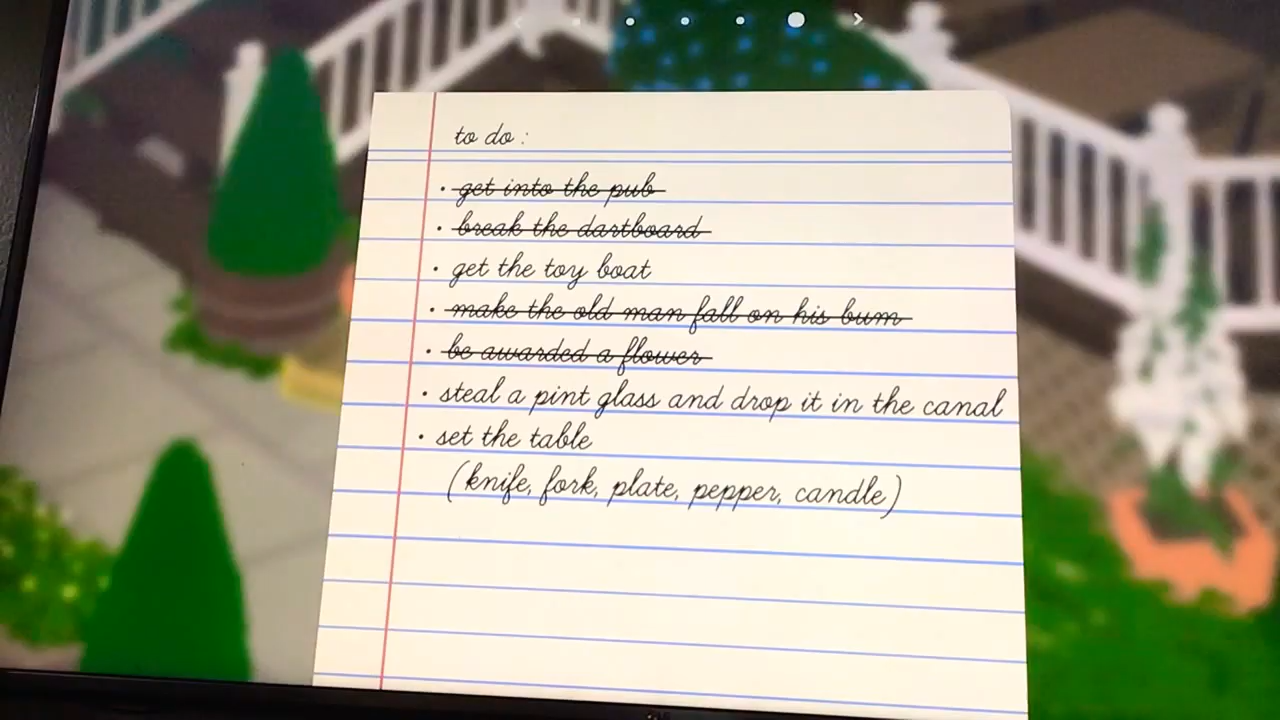 to do :
• get into the pub
• break the dartboard
• get the toy boat
• make the old man fall on his bum
• be awarded a flower
• steal a pint glass and drop it in the canal
• set the table
(knife, fork, plate, pepper, candle)